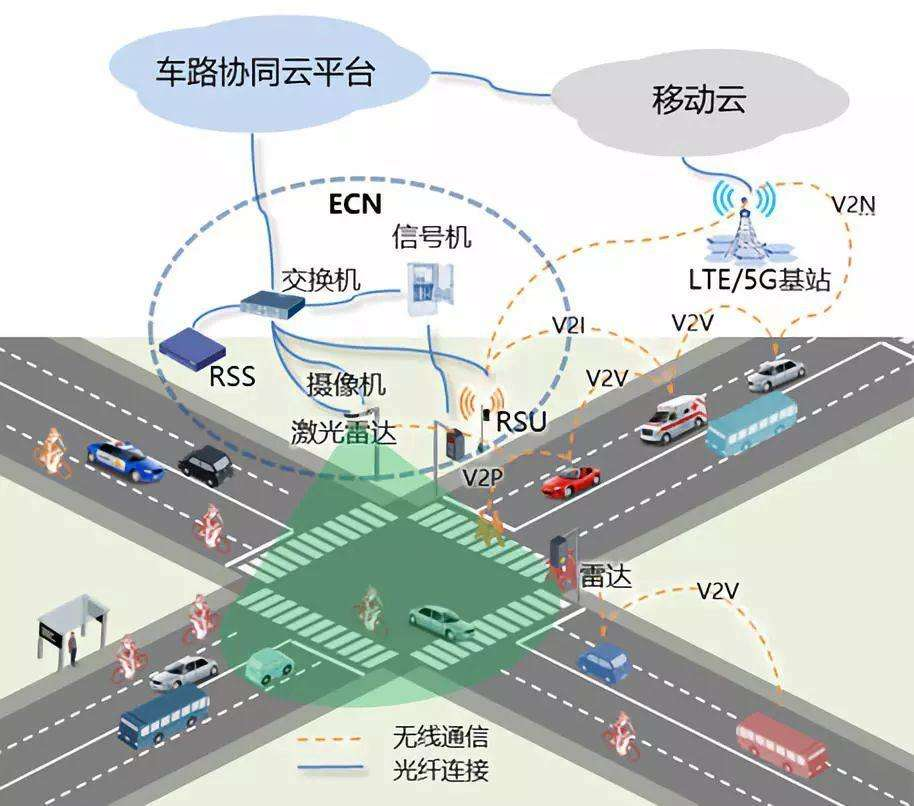 车路协同云平台
移动云
ECN
V2N
信号机
交换机
LTE/5G基站
V2I
V2V
RSS
摄像机
V2V
激光雷达
RSU
V2P
雷达
V2V
无线通信
光纤连接